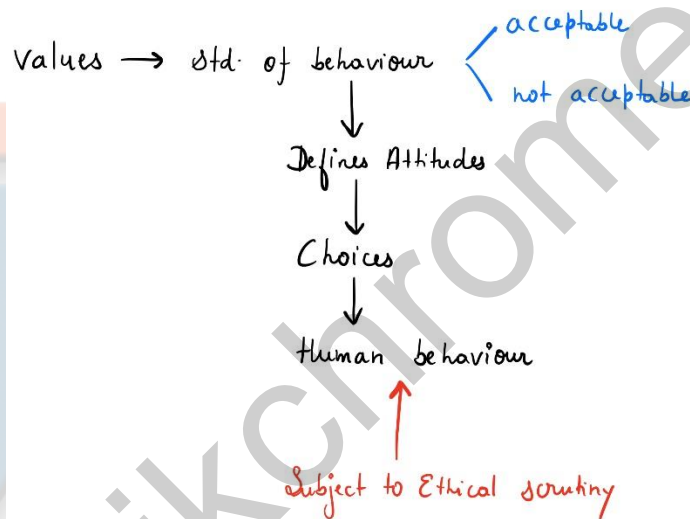 acceptable
Values → Std. of behaviour
not acceptable
Defines Attitudes
Choices
Human behaviour
Subject to Ethical scrutiny